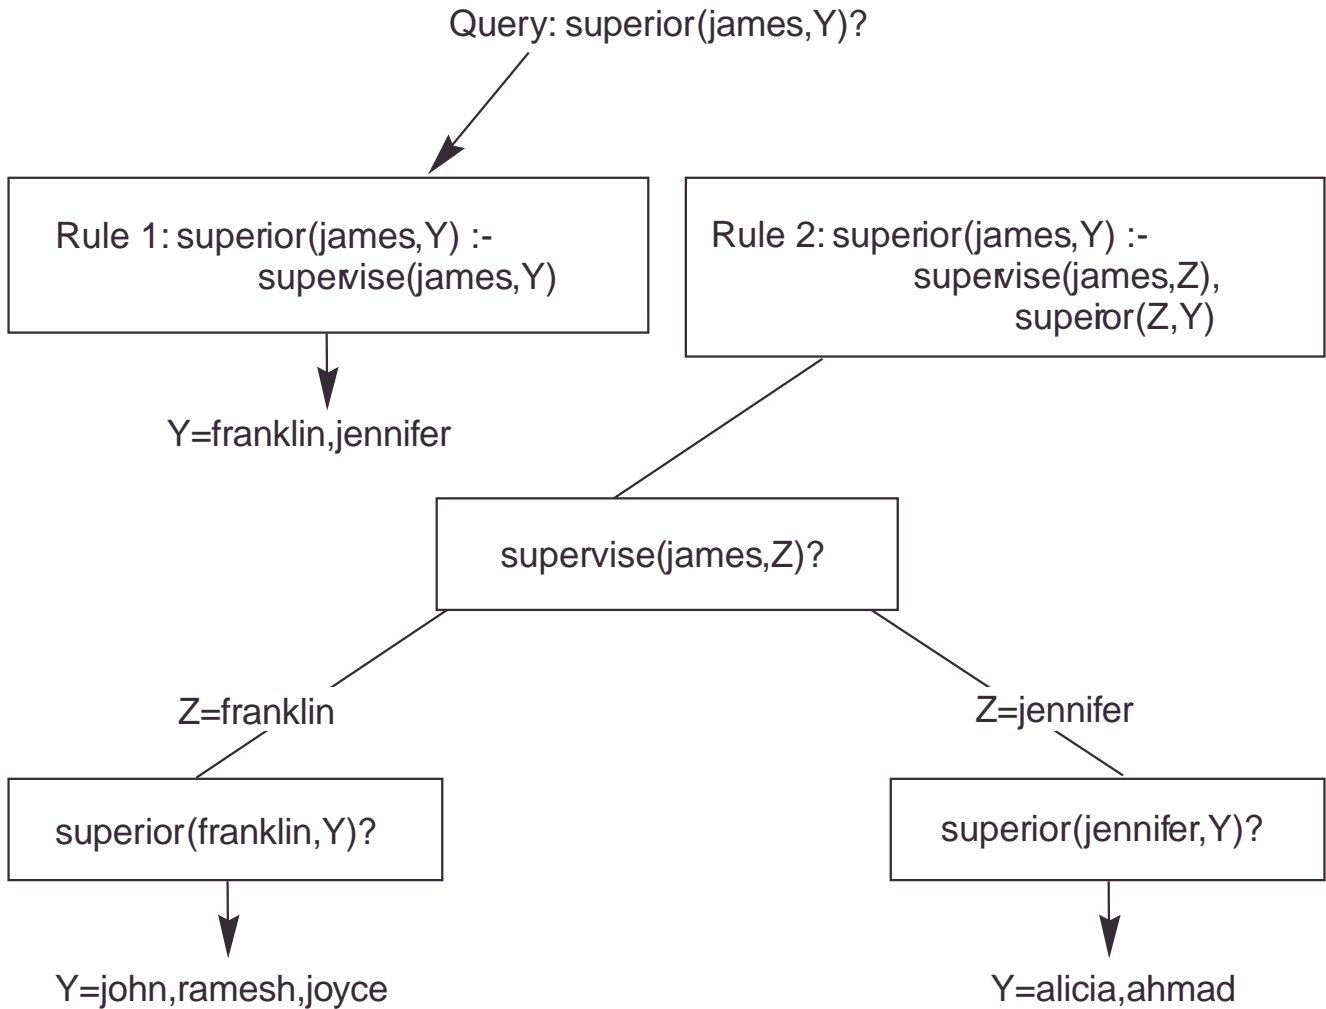 Query: superior(james,Y)?
Rule 1: superior(james,Y) :-
supervise(james,Y)
Rule 2: superior(james,Y) :-
supervise(james,Z),
superior(Z,Y)
Y=franklin,jennifer
supervise(james,Z)?
Z=franklin
Z=jennifer
superior(franklin,Y)?
superior(jennifer,Y)?
Y=john,ramesh,joyce
Y=alicia,ahmad